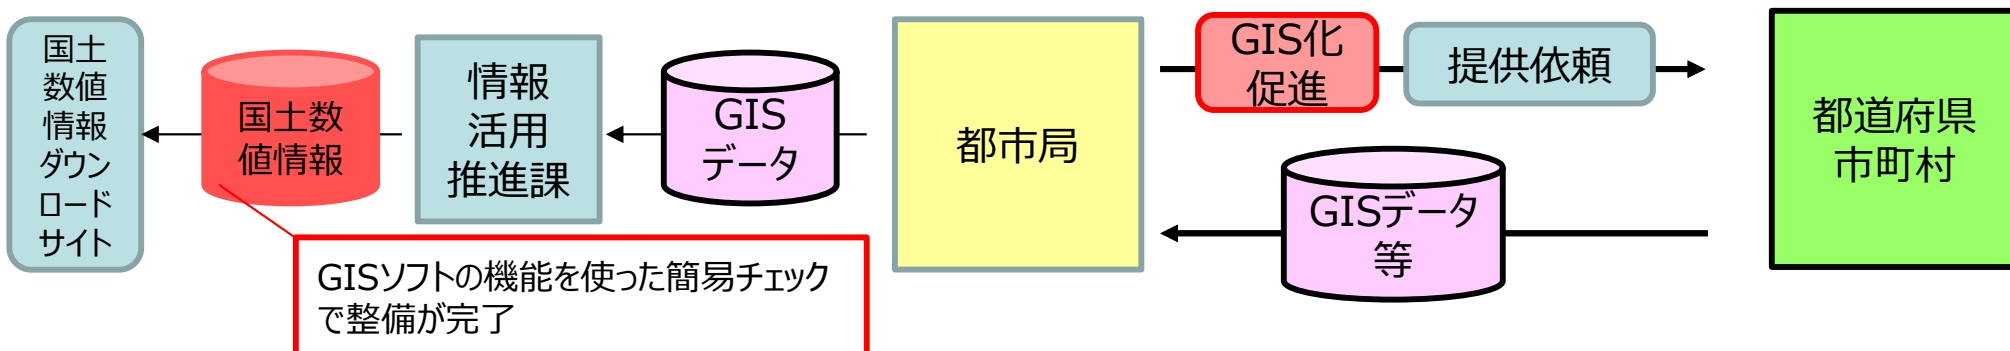 国土
数値
情報
ダウン
ロード
サイト
国土数
値情報
情報
活用
推進課
GIS
データ
都市局
GIS化
促進
提供依頼
GISデータ
等
都道府県
市町村
GISソフトの機能を使った簡易チェック
で整備が完了